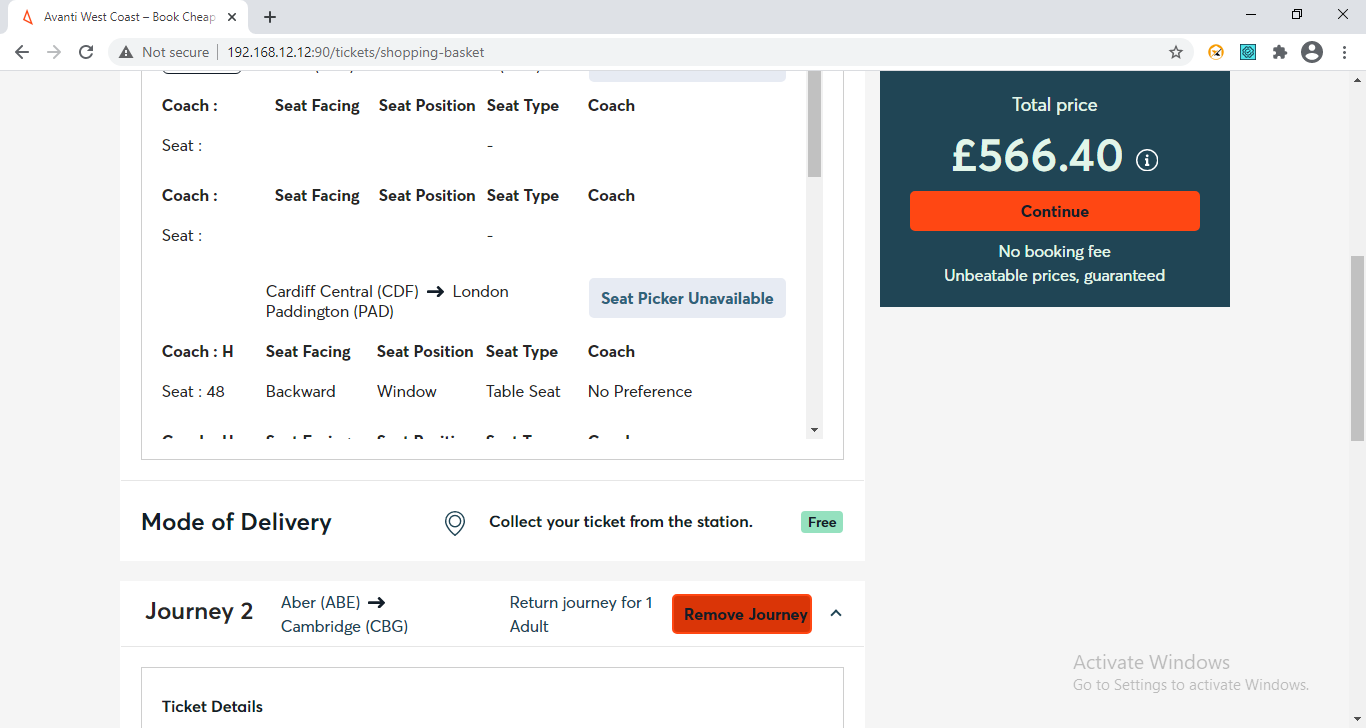 Avanti West Coast – Book Cheap
Not secure
192.168.12.12:90/tickets/shopping-basket
Coach : Seat Facing Seat Position Seat Type Coach
Seat : -
Coach : Seat Facing Seat Position Seat Type Coach
Seat : -
Cardiff Central (CDF) → London
Paddington (PAD)
Seat Picker Unavailable
Coach : H Seat Facing Seat Position Seat Type Coach
Seat : 48 Backward Window Table Seat No Preference
Mode of Delivery
Collect your ticket from the station.
Free
Journey 2
Aber (ABE) →
Cambridge (CBG)
Return journey for 1
Adult
Remove Journey
Ticket Details
Total price
£566.40
Continue
No booking fee
Unbeatable prices, guaranteed
Activate Windows
Go to Settings to activate Windows.